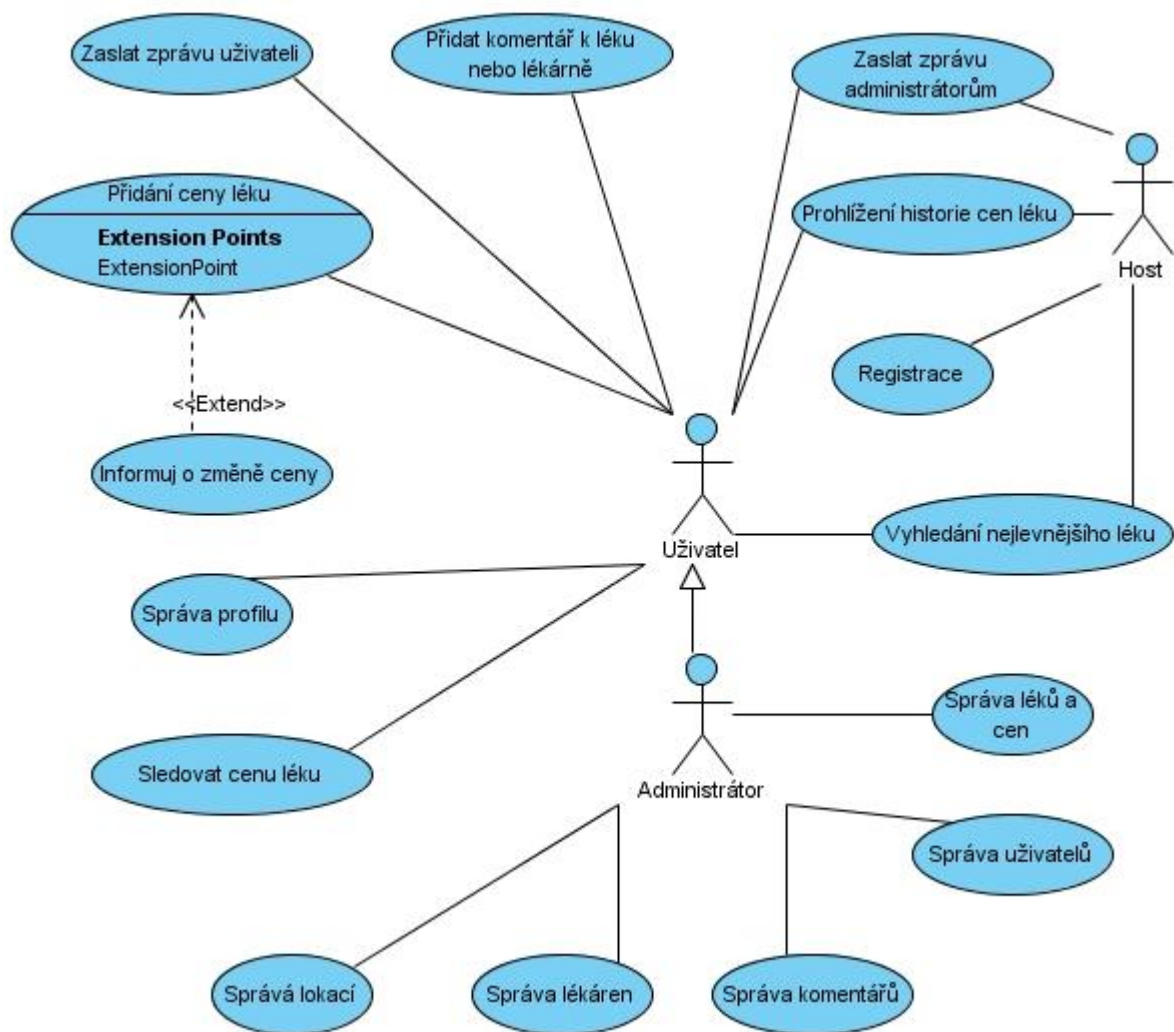 Zaslat zprávu uživateli
Přidat komentář k léku
nebo lékárně
Zaslat zprávu
administrátorům
Přidání ceny léku
Extension Points
ExtensionPoint
Prohlížení historie cen léku
Host
Registrace
<<Extend>>
Informuj o změně ceny
Uživatel
Vyhledání nejlevnějšího léku
Správa profilu
Správa léků a
cen
Sledovat cenu léku
Administrátor
Správa uživatelů
Správá lokací
Správa lékáren
Správa komentářů